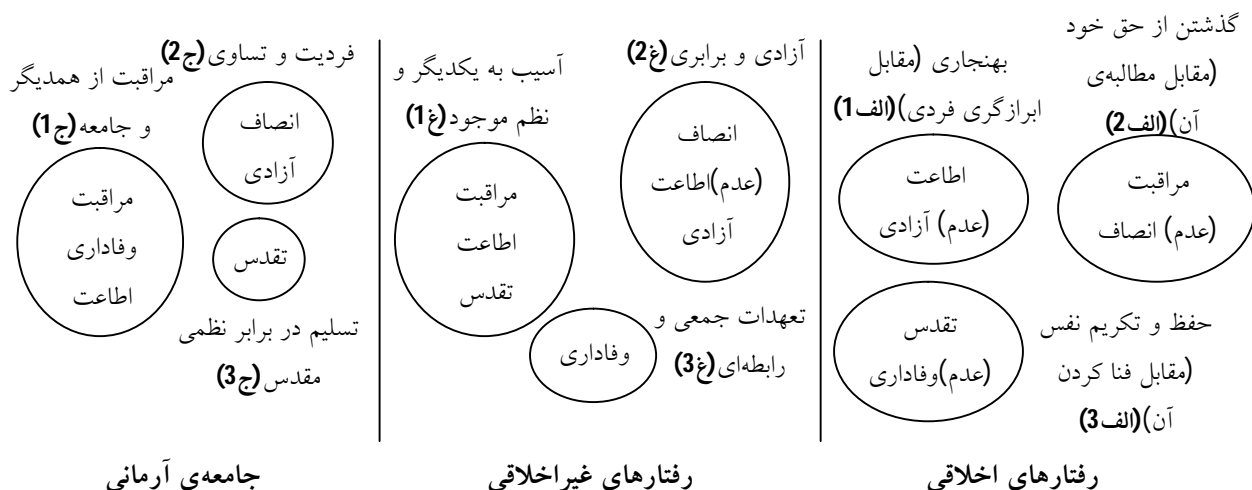 گذشتن از حق خود
(مقابل مطالبه‌ی
آن)(الف2)
مراقبت
(عدم) انصاف
بهنجاری (مقابل
ابرازگری فردی)(الف1)
اطاعت
(عدم) آزادی
تقدس
(عدم)وفاداری
حفظ و تکریم نفس
(مقابل فنا کردن
آن)(الف3)
رفتارهای اخلاقی
آزادی و برابری(غ2)
انصاف
(عدم)اطاعت
آزادی
آسیب به یکدیگر و
نظم موجود(غ1)
مراقبت
اطاعت
تقدس
تعهدات جمعی و
رابطه‌ای(غ3)
وفاداری
رفتارهای غیراخلاقی
فردیت و تساوی(ج2)
انصاف
آزادی
مراقبت از همدیگر
و جامعه(ج1)
مراقبت
وفاداری
اطاعت
تقدس
تسلیم در برابر نظمی
مقدس(ج3)
جامعه‌ی آرمانی